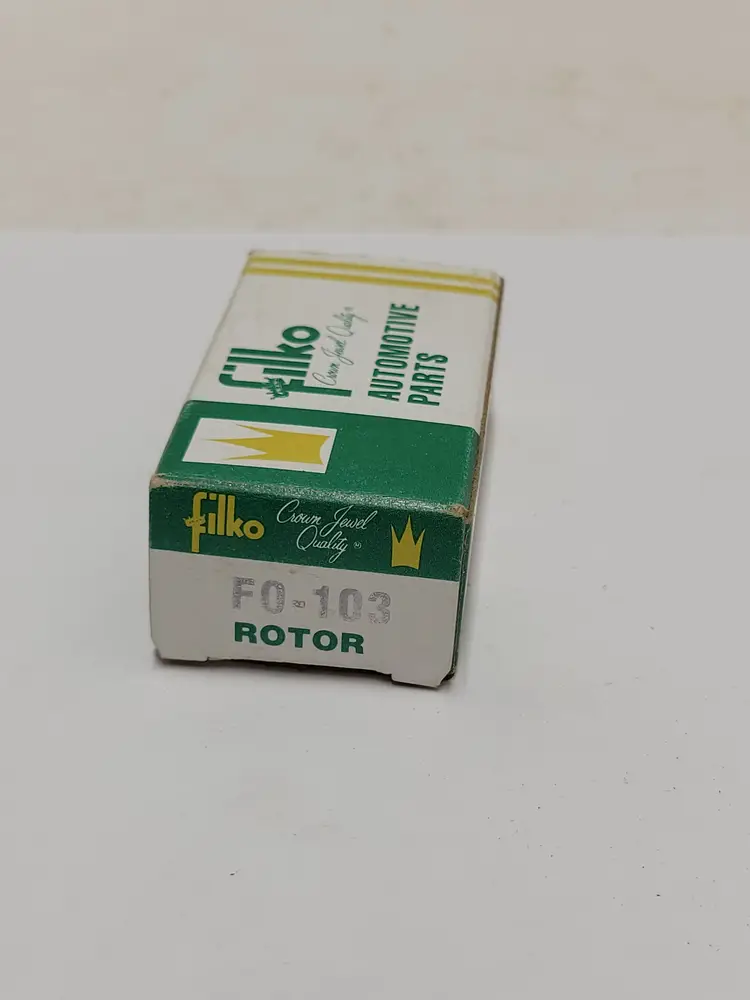 filko
Crown Jewel Quality ®
AUTOMOTIVE
PARTS
filko
Crown Jewel
Quality ®
FO-103
ROTOR